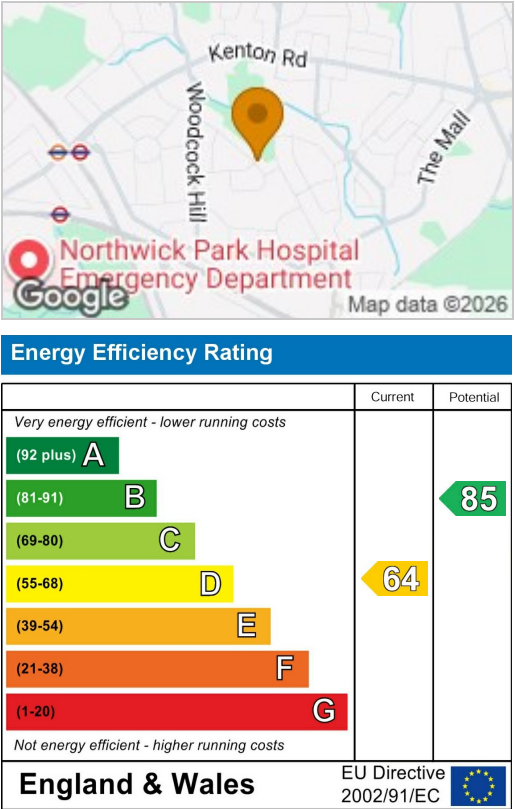 Kenton Rd
Woodcock Hill
The Mall
Northwick Park Hospital
Emergency Department
Google
Map data ©2026
Energy Efficiency Rating
Current Potential
Very energy efficient - lower running costs
(92 plus) A
(81-91) B
85
(69-80) C
(55-68) D
64
(39-54) E
(21-38) F
(1-20) G
Not energy efficient - higher running costs
England & Wales
EU Directive
2002/91/EC